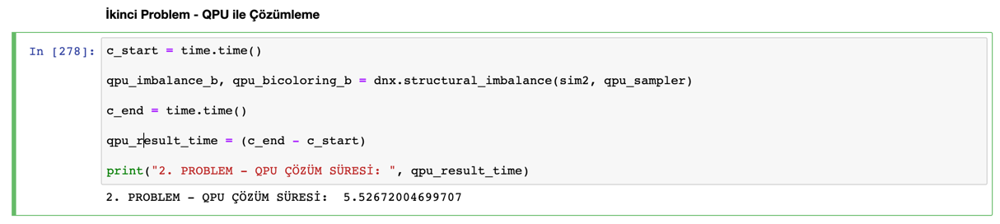 İkinci Problem - QPU ile Çözümleme
In [278]: c_start = time.time()
qpu_imbalance_b, qpu_bicoloring_b = dnx.structural_imbalance(sim2, qpu_sampler)
c_end = time.time()
qpu_result_time = (c_end - c_start)
print("2. PROBLEM - QPU ÇÖZÜM SÜRESİ: ", qpu_result_time)
2. PROBLEM - QPU ÇÖZÜM SÜRESİ:  5.52672004699707